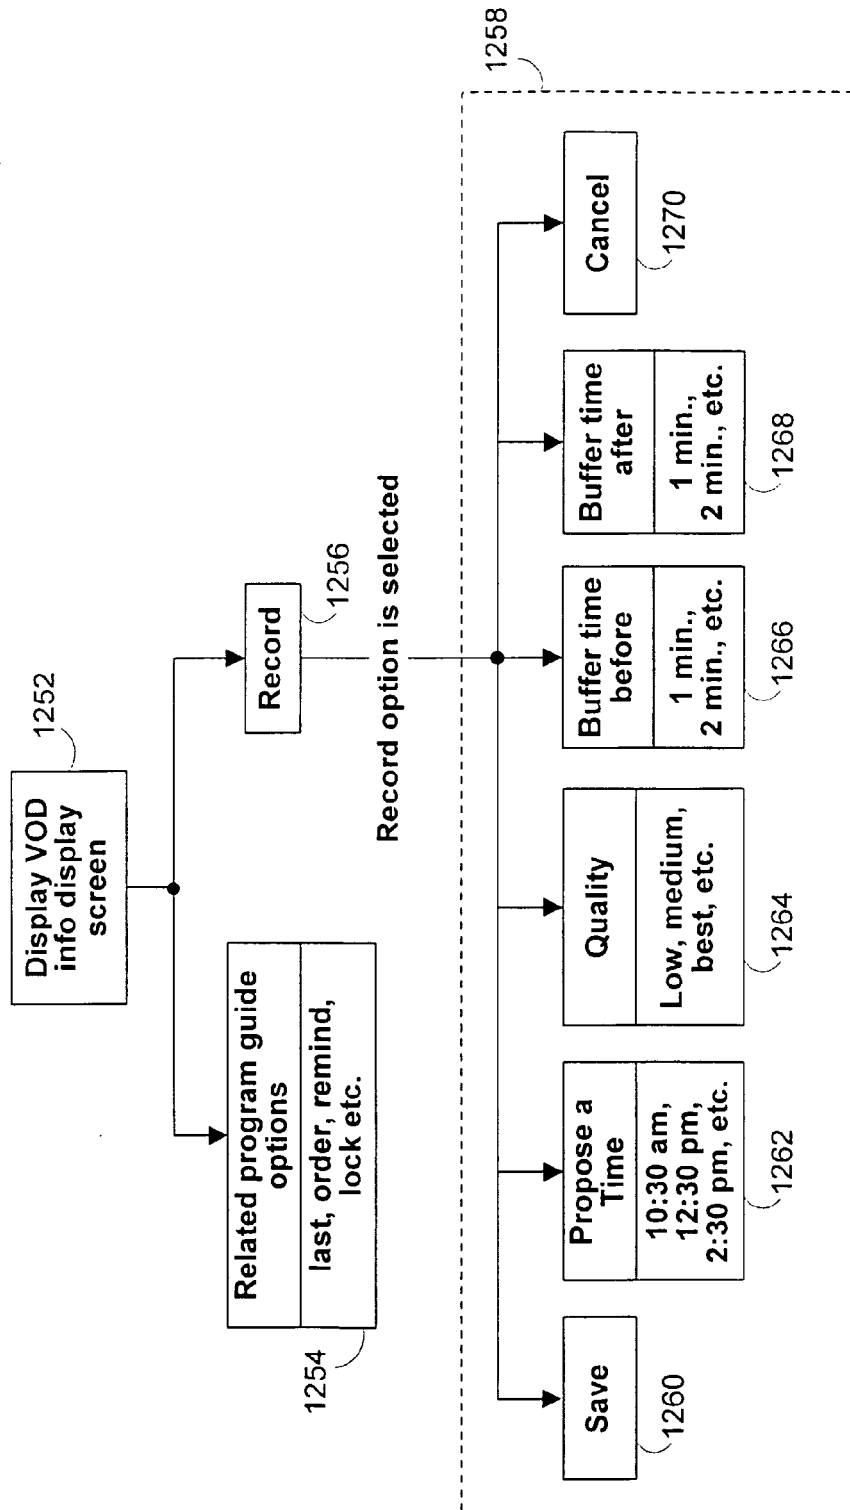 1252
Display VOD
info display
screen
Related program guide
options
last, order, remind,
lock etc.
1254
Record
1256
Record option is selected
1258
Save
1260
Propose a
Time
10:30 am,
12:30 pm,
2:30 pm, etc.
1262
Quality
Low, medium,
best, etc.
1264
Buffer time
before
1 min.,
2 min., etc.
1266
Buffer time
after
1 min.,
2 min., etc.
1268
Cancel
1270